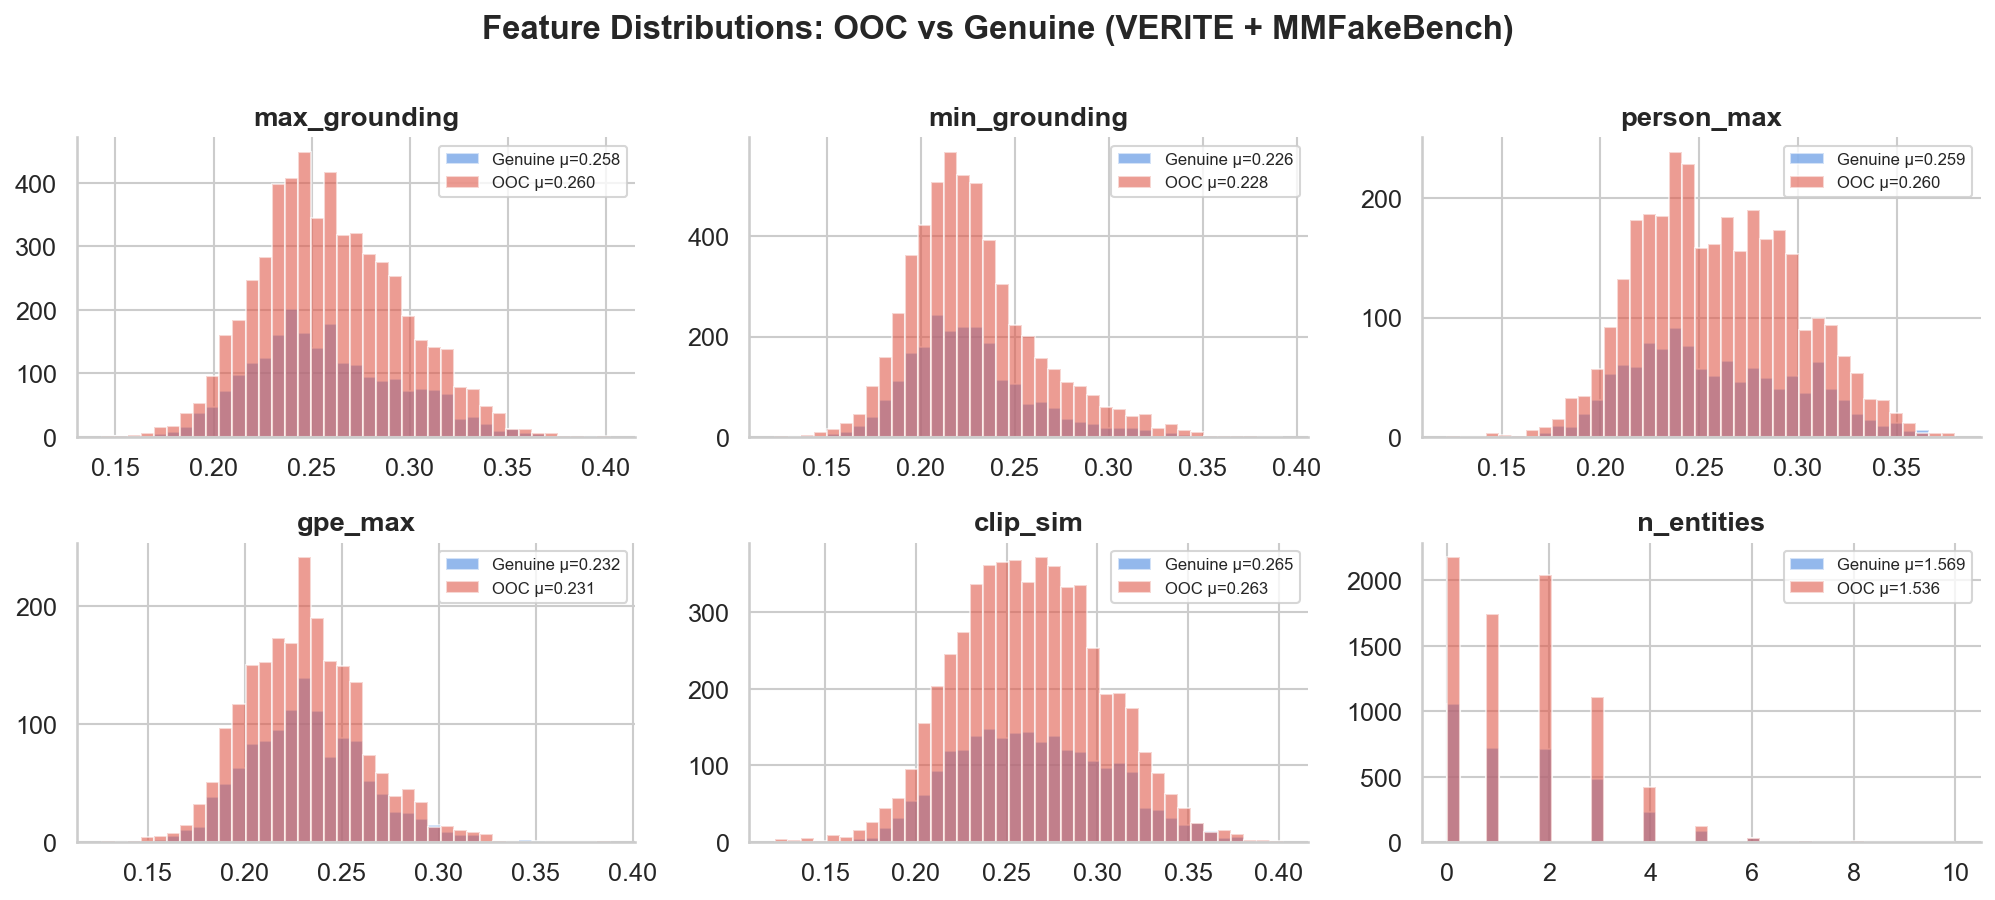 Feature Distributions: OOC vs Genuine (VERITE + MMFakeBench)
max_grounding
Genuine μ=0.258
OOC μ=0.260
400
300
200
100
0
0.15 0.20 0.25 0.30 0.35 0.40
min_grounding
Genuine μ=0.226
OOC μ=0.228
400
200
0
0.15 0.20 0.25 0.30 0.35 0.40
person_max
Genuine μ=0.259
OOC μ=0.260
200
100
0
0.15 0.20 0.25 0.30 0.35
gpe_max
Genuine μ=0.232
OOC μ=0.231
200
100
0
0.15 0.20 0.25 0.30 0.35 0.40
clip_sim
Genuine μ=0.265
OOC μ=0.263
300
200
100
0
0.15 0.20 0.25 0.30 0.35 0.40
n_entities
Genuine μ=1.569
OOC μ=1.536
2000
1500
1000
500
0
0 2 4 6 8 10